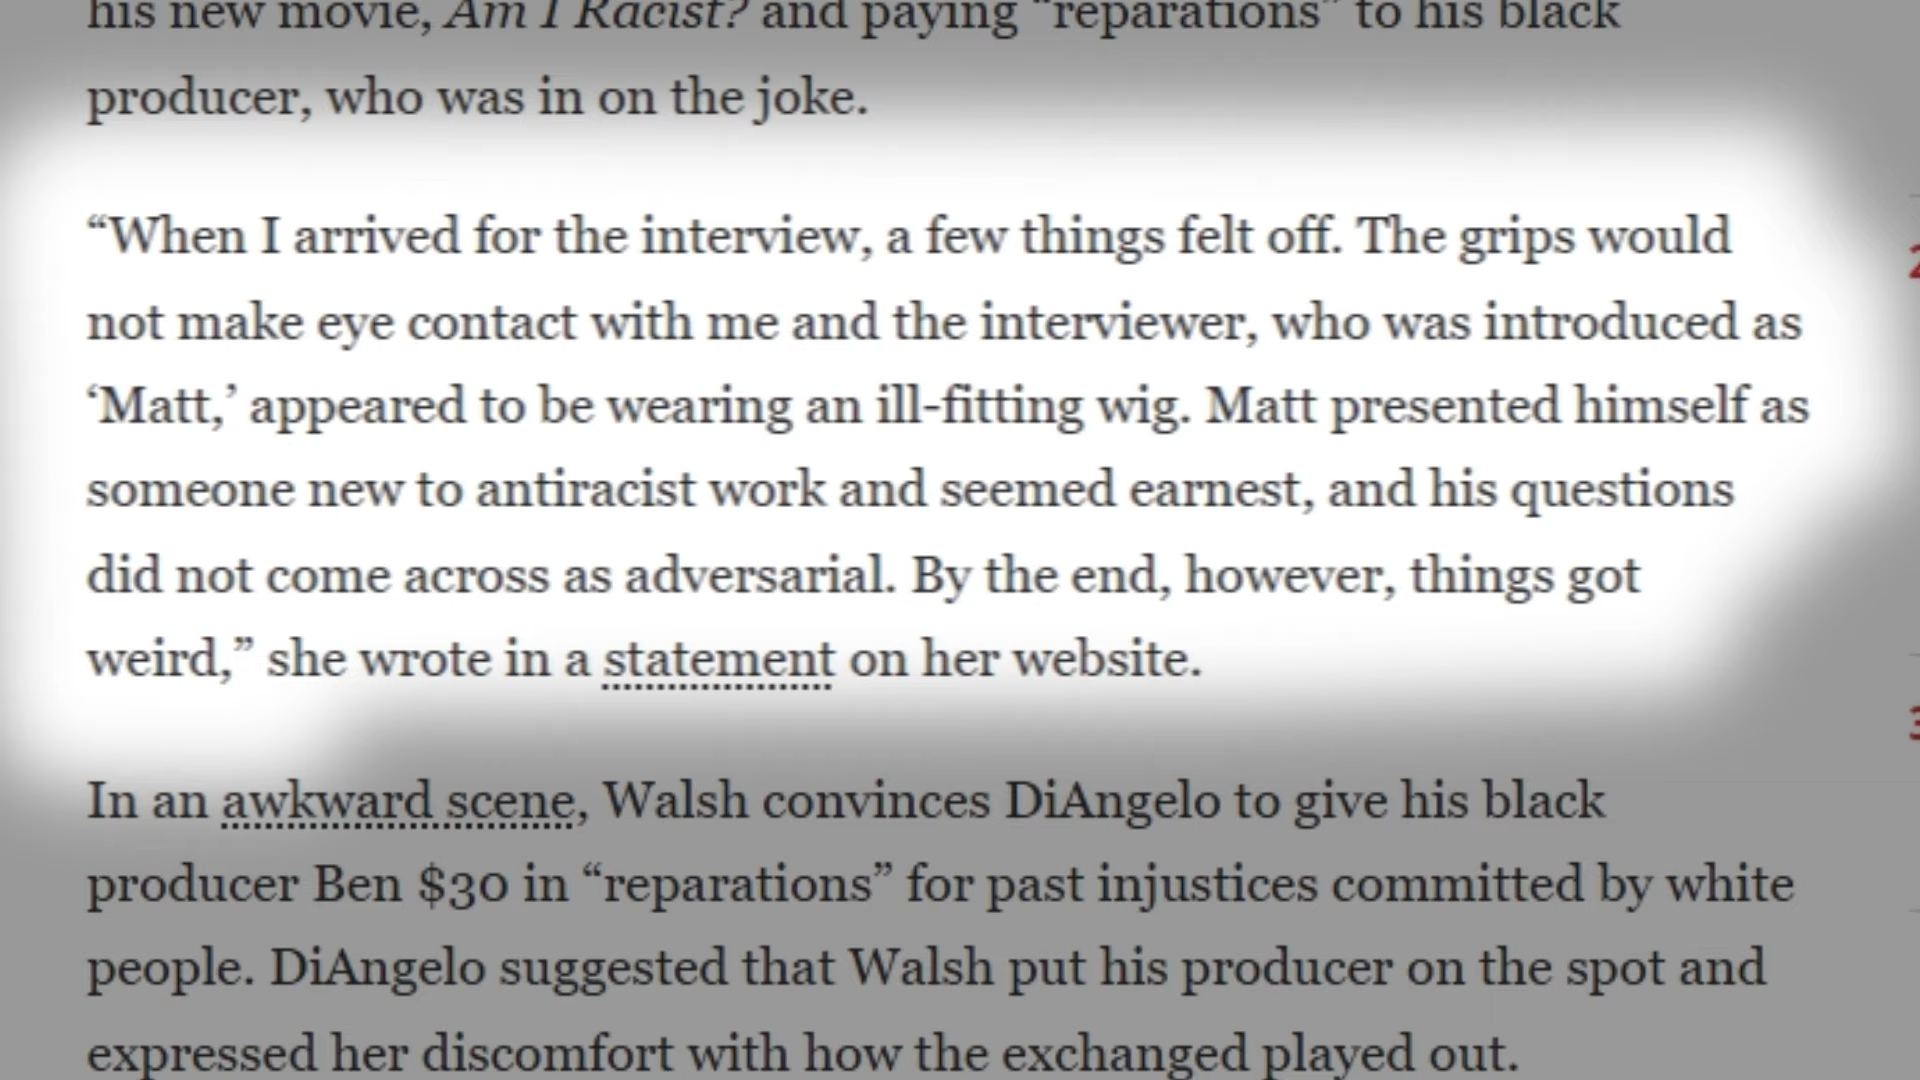 his new movie, Am I Racist? and paying “reparations” to his black
producer, who was in on the joke.
“When I arrived for the interview, a few things felt off. The grips would
not make eye contact with me and the interviewer, who was introduced as
‘Matt,’ appeared to be wearing an ill-fitting wig. Matt presented himself as
someone new to antiracist work and seemed earnest, and his questions
did not come across as adversarial. By the end, however, things got
weird,” she wrote in a statement on her website.
In an awkward scene, Walsh convinces DiAngelo to give his black
producer Ben $30 in “reparations” for past injustices committed by white
people. DiAngelo suggested that Walsh put his producer on the spot and
expressed her discomfort with how the exchanged played out.